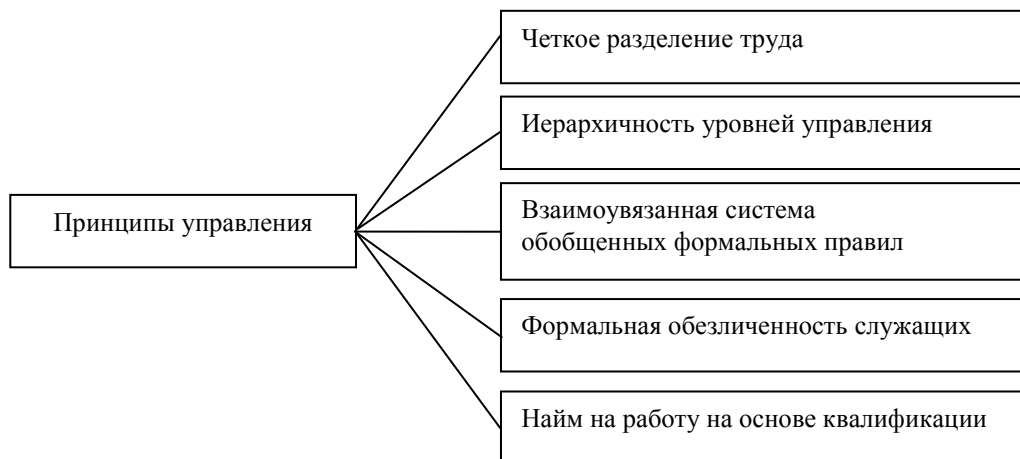 Принципы управления
Четкое разделение труда
Иерархичность уровней управления
Взаимоувязанная система
обобщенных формальных правил
Формальная обезличенность служащих
Найм на работу на основе квалификации